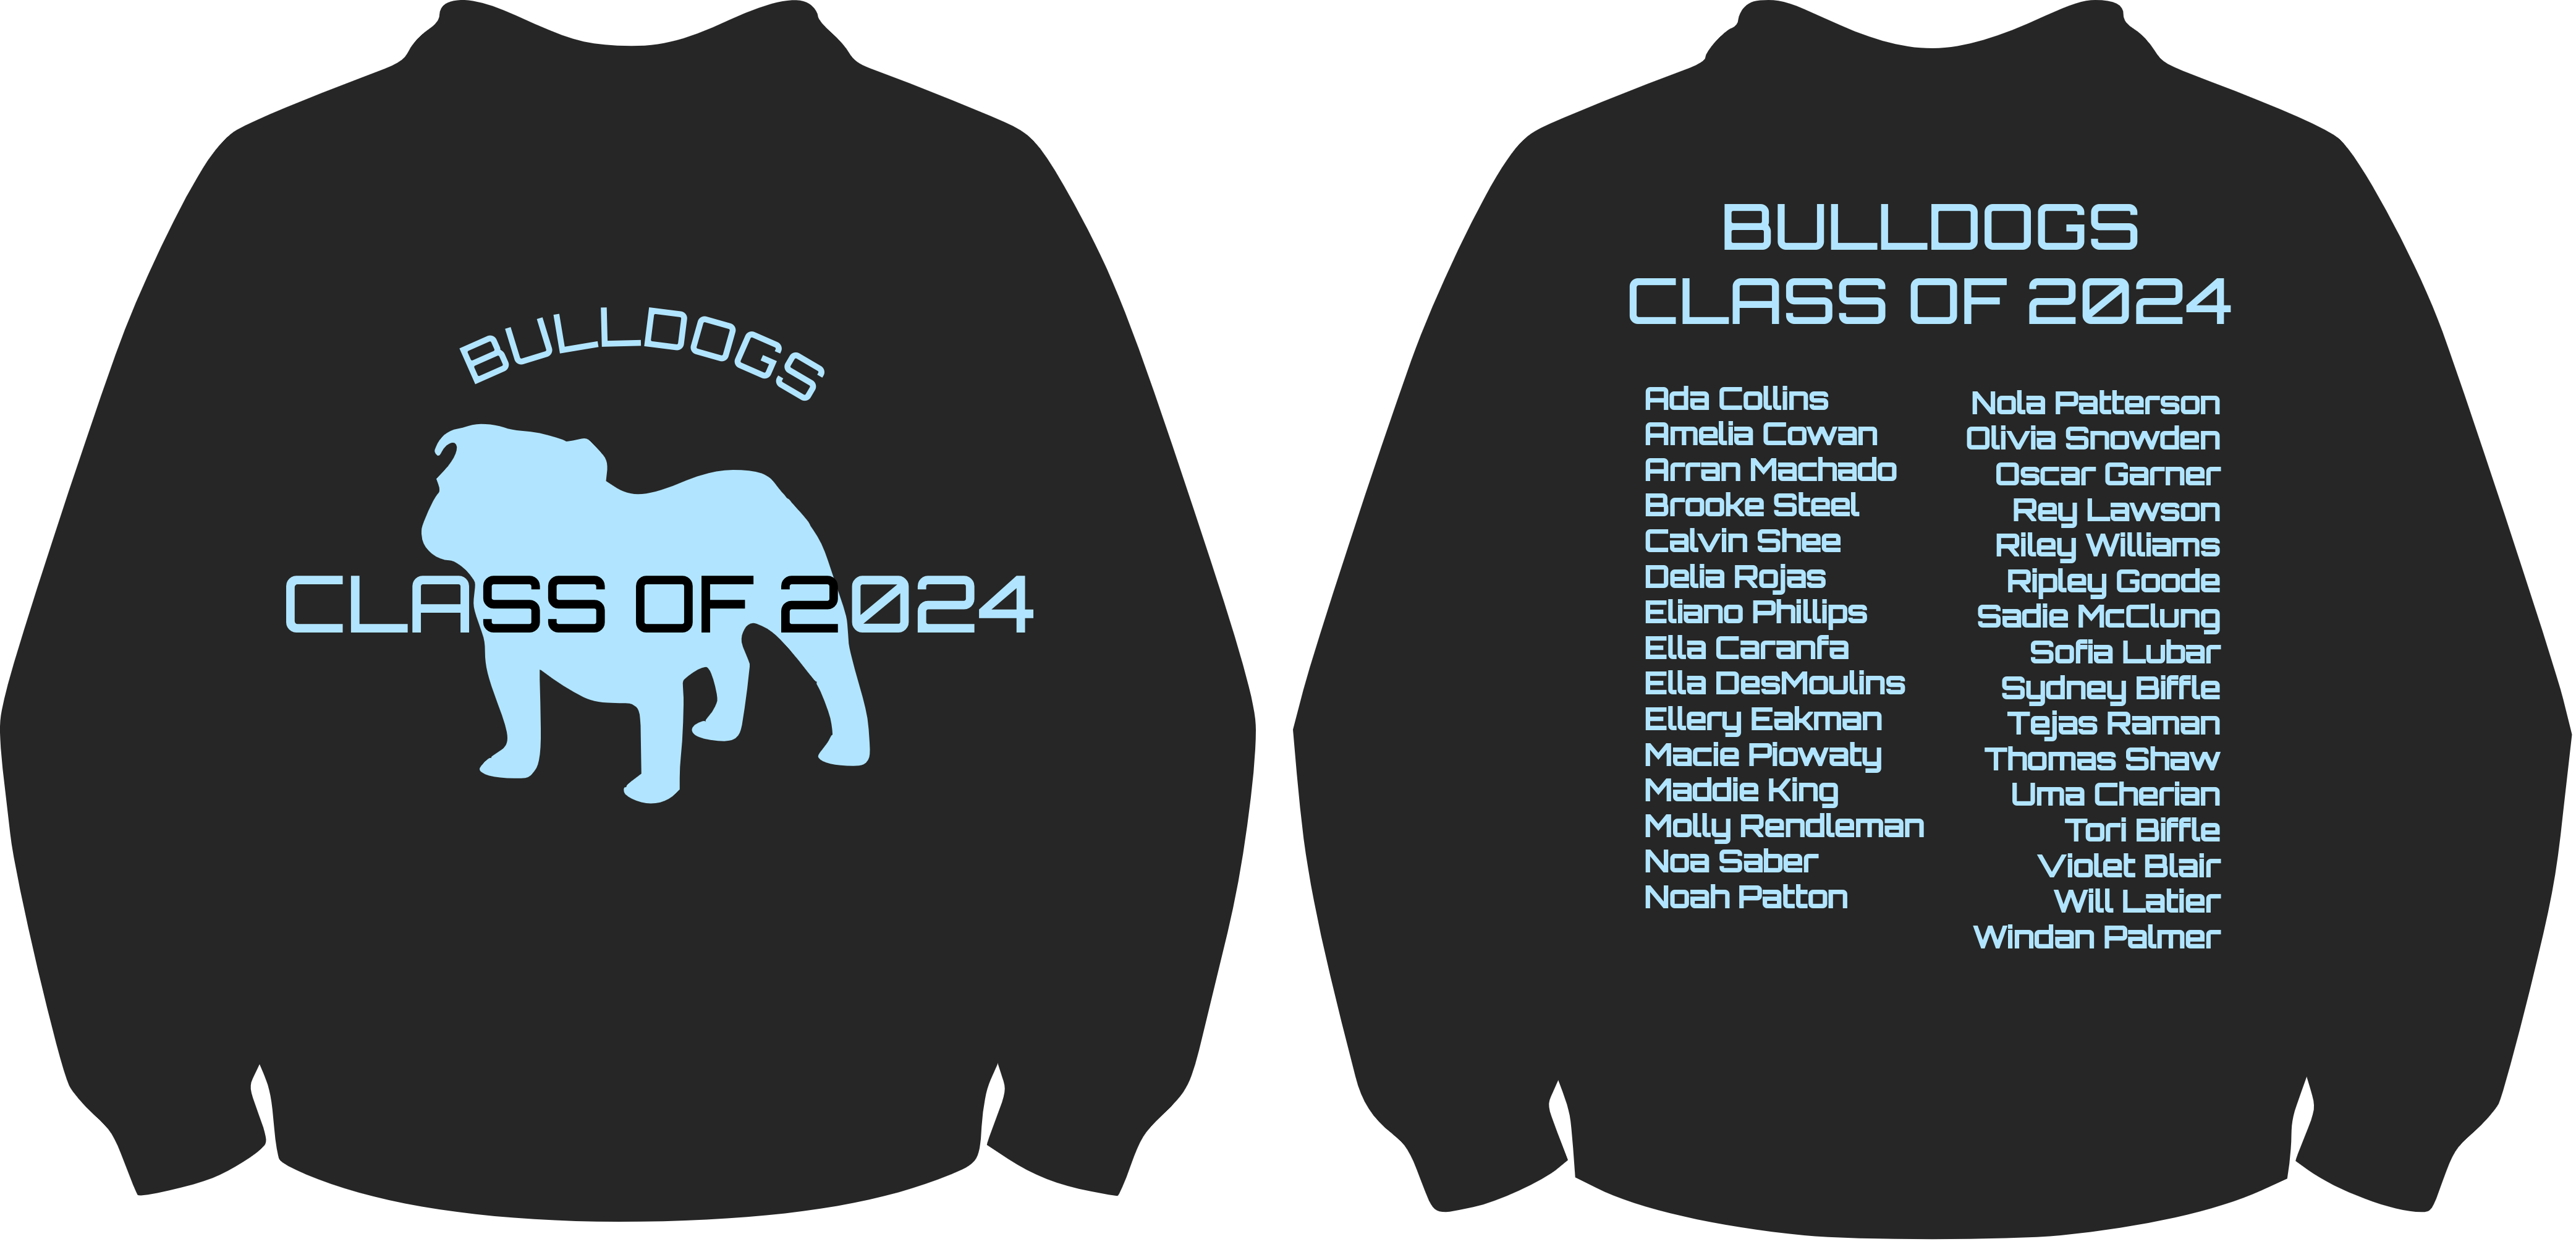 BULLDOGS
CLASS OF 2024
BULLDOGS
CLASS OF 2024
Ada Collins
Amelia Cowan
Arran Machado
Brooke Steel
Calvin Shee
Delia Rojas
Eliano Phillips
Ella Caranfa
Ella DesMoulins
Ellery Eakman
Macie Piowaty
Maddie King
Molly Rendleman
Noa Saber
Noah Patton
Nola Patterson
Olivia Snowden
Oscar Garner
Rey Lawson
Riley Williams
Ripley Goode
Sadie McClung
Sofia Lubar
Sydney Biffle
Tejas Raman
Thomas Shaw
Uma Cherian
Tori Biffle
Violet Blair
Will Latier
Windan Palmer